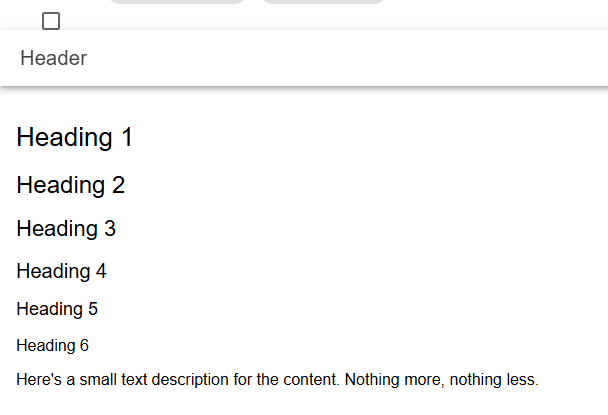 Header
Heading 1
Heading 2
Heading 3
Heading 4
Heading 5
Heading 6
Here's a small text description for the content. Nothing more, nothing less.